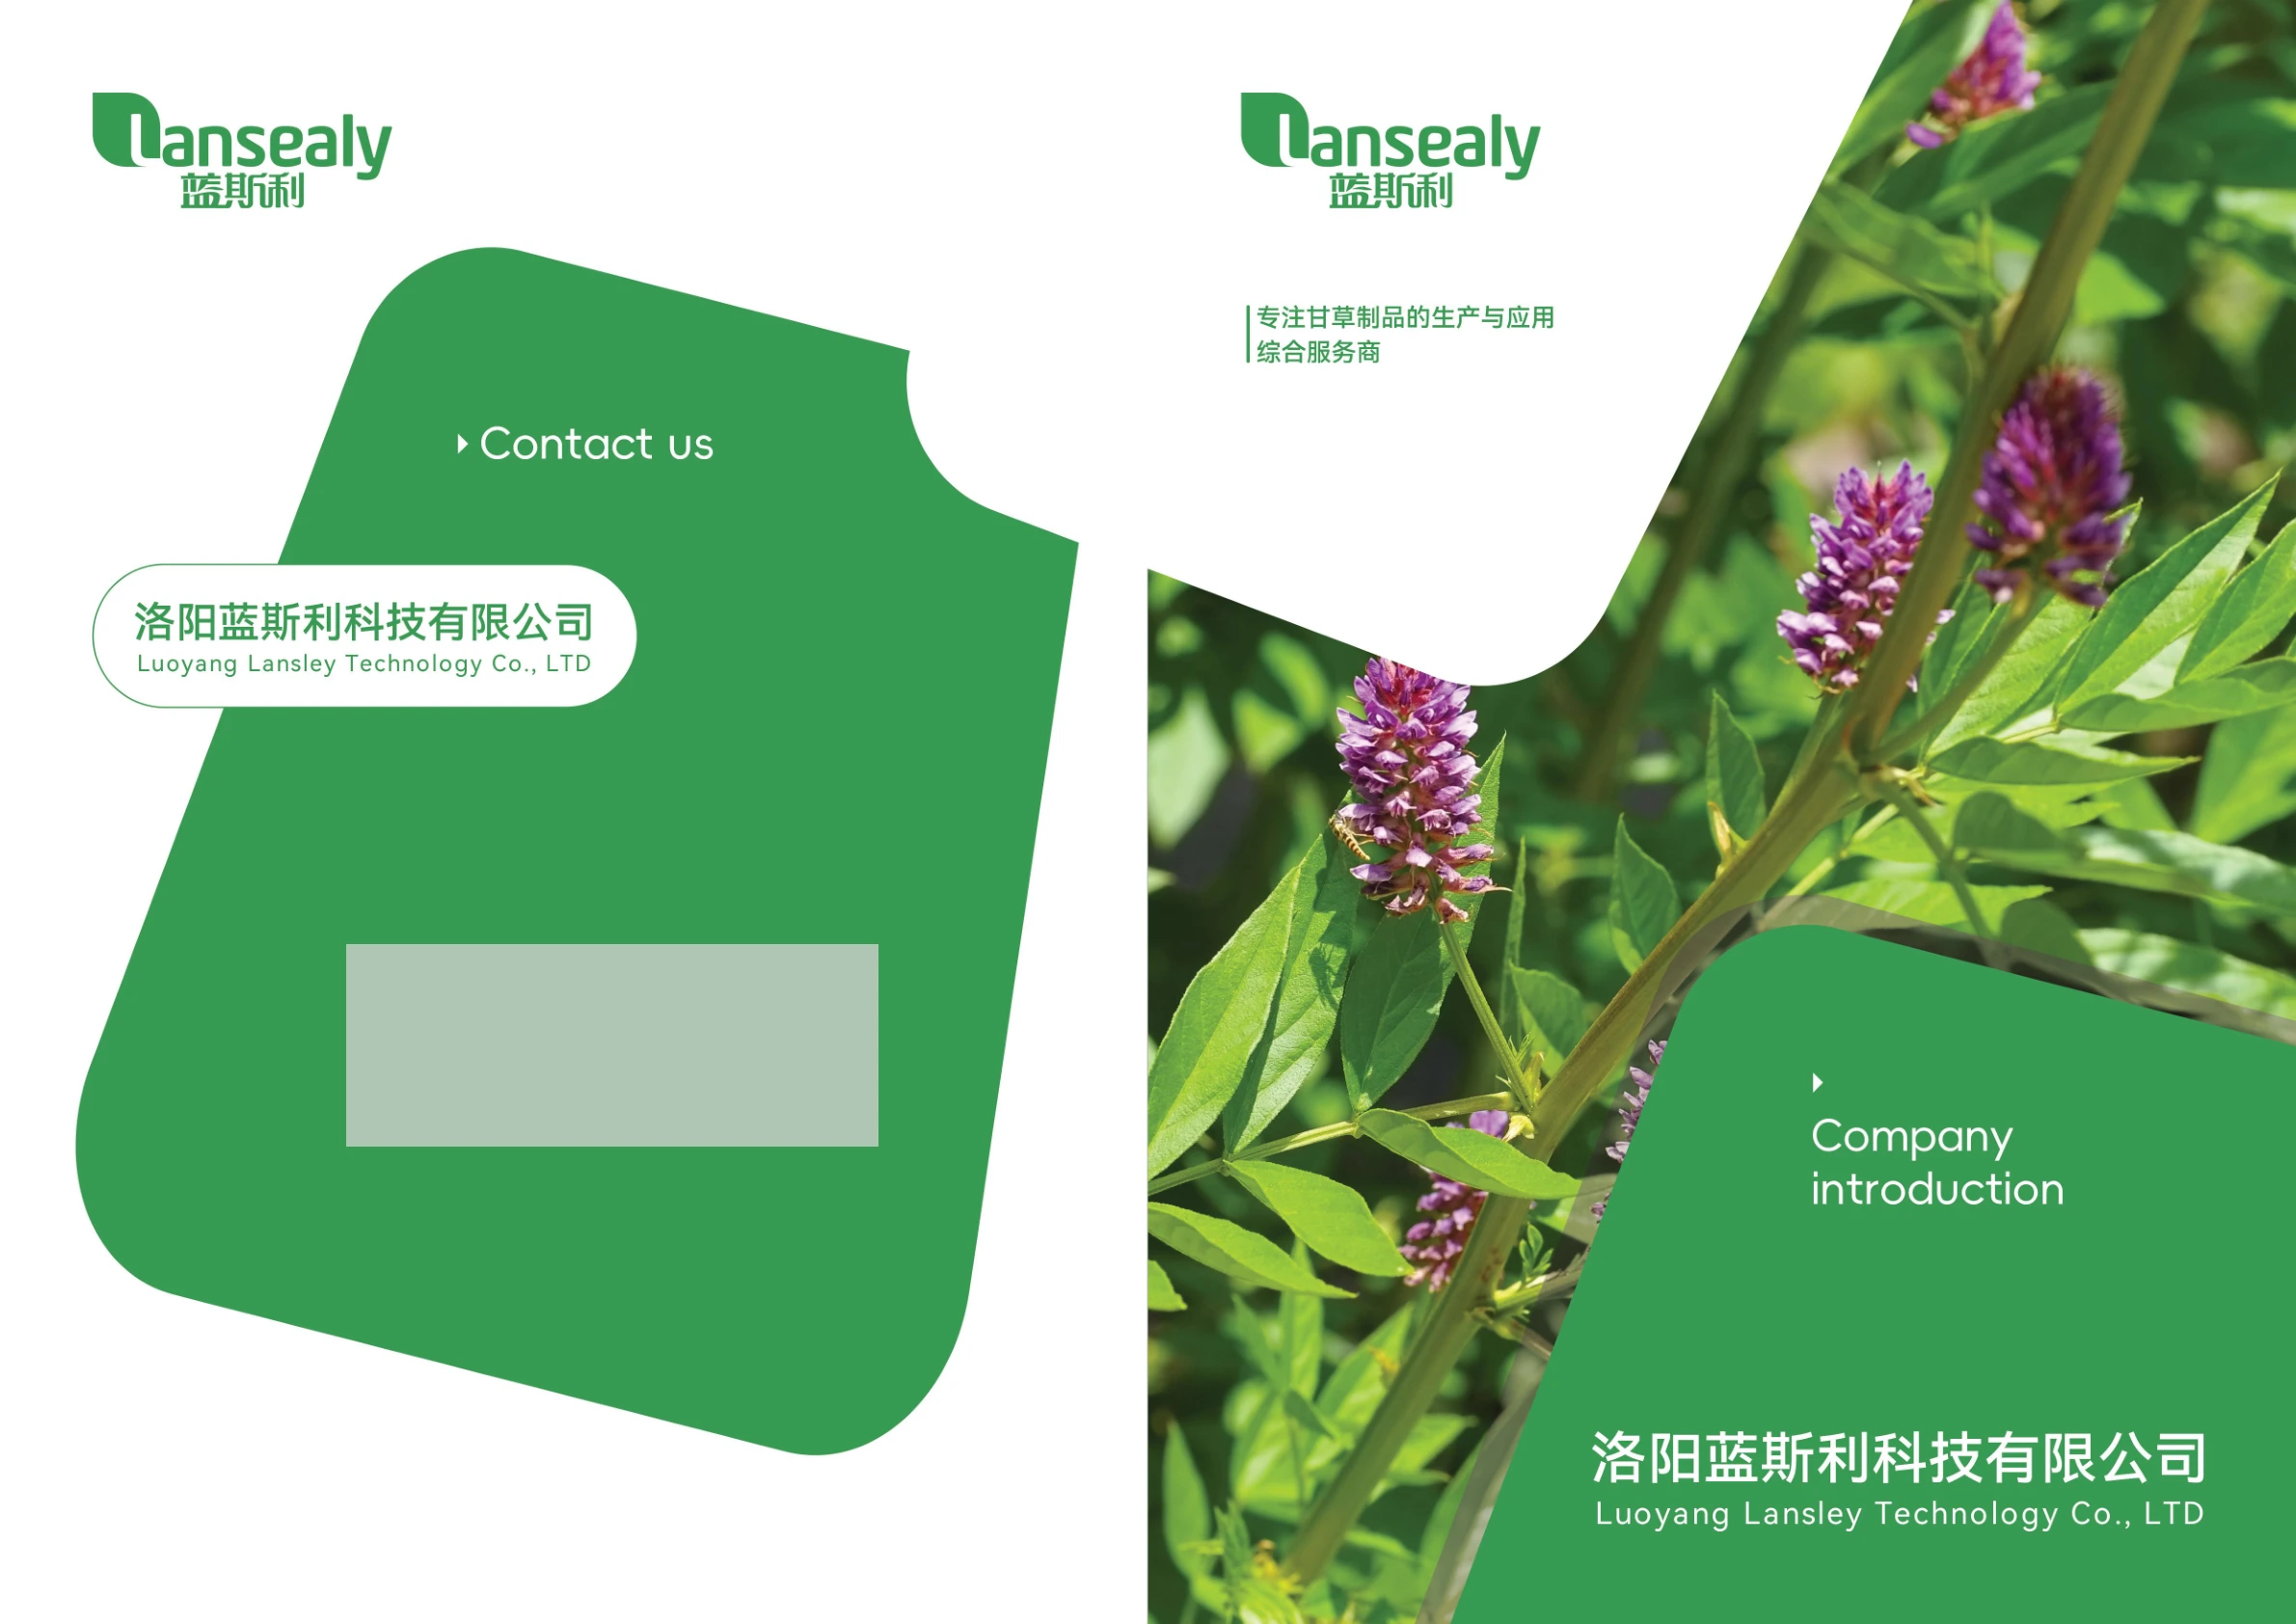 Lansealy
蓝斯利
Contact us
洛阳蓝斯利科技有限公司
Luoyang Lansley Technology Co., LTD
Lansealy
蓝斯利
专注甘草制品的生产与应用
综合服务商
Company
introduction
洛阳蓝斯利科技有限公司
Luoyang Lansley Technology Co., LTD